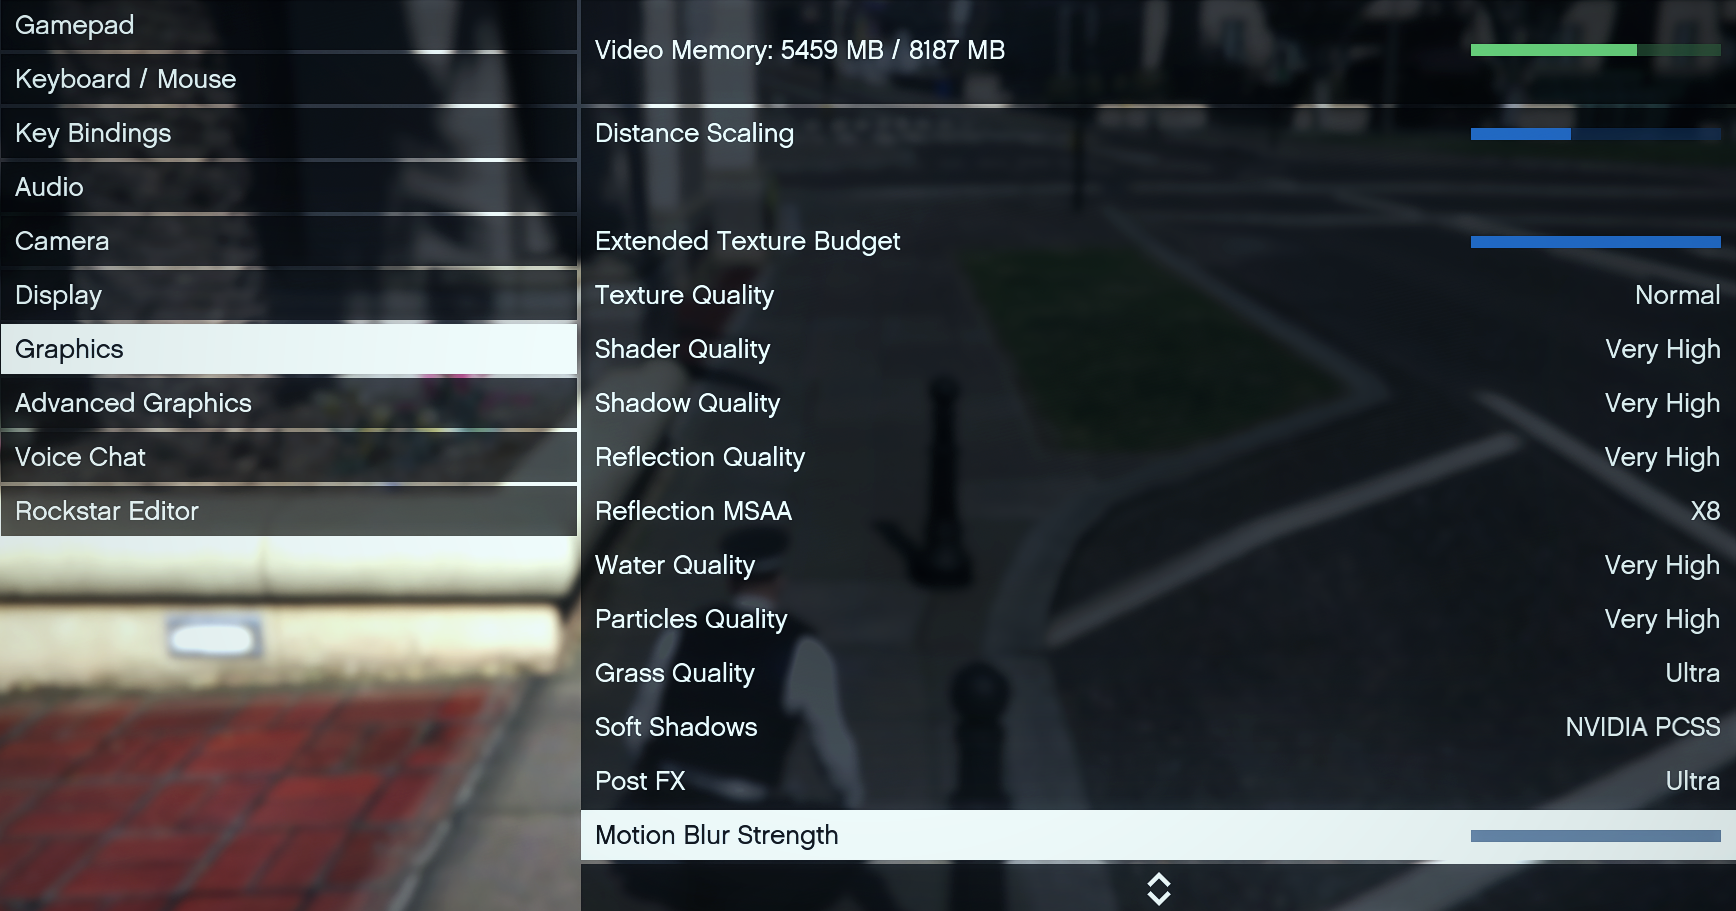 Gamepad
Keyboard / Mouse
Key Bindings
Audio
Camera
Display
Graphics
Advanced Graphics
Voice Chat
Rockstar Editor
Video Memory: 5459 MB / 8187 MB
Distance Scaling
Extended Texture Budget
Texture Quality Normal
Shader Quality Very High
Shadow Quality Very High
Reflection Quality Very High
Reflection MSAA X8
Water Quality Very High
Particles Quality Very High
Grass Quality Ultra
Soft Shadows NVIDIA PCSS
Post FX Ultra
Motion Blur Strength